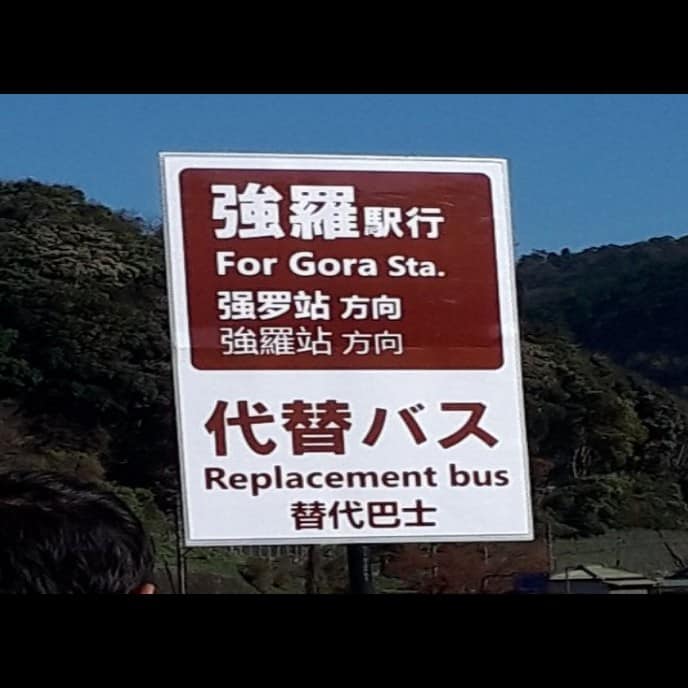 強羅駅行
For Gora Sta.
强罗站 方向
強羅站 方向
代替バス
Replacement bus
替代巴士